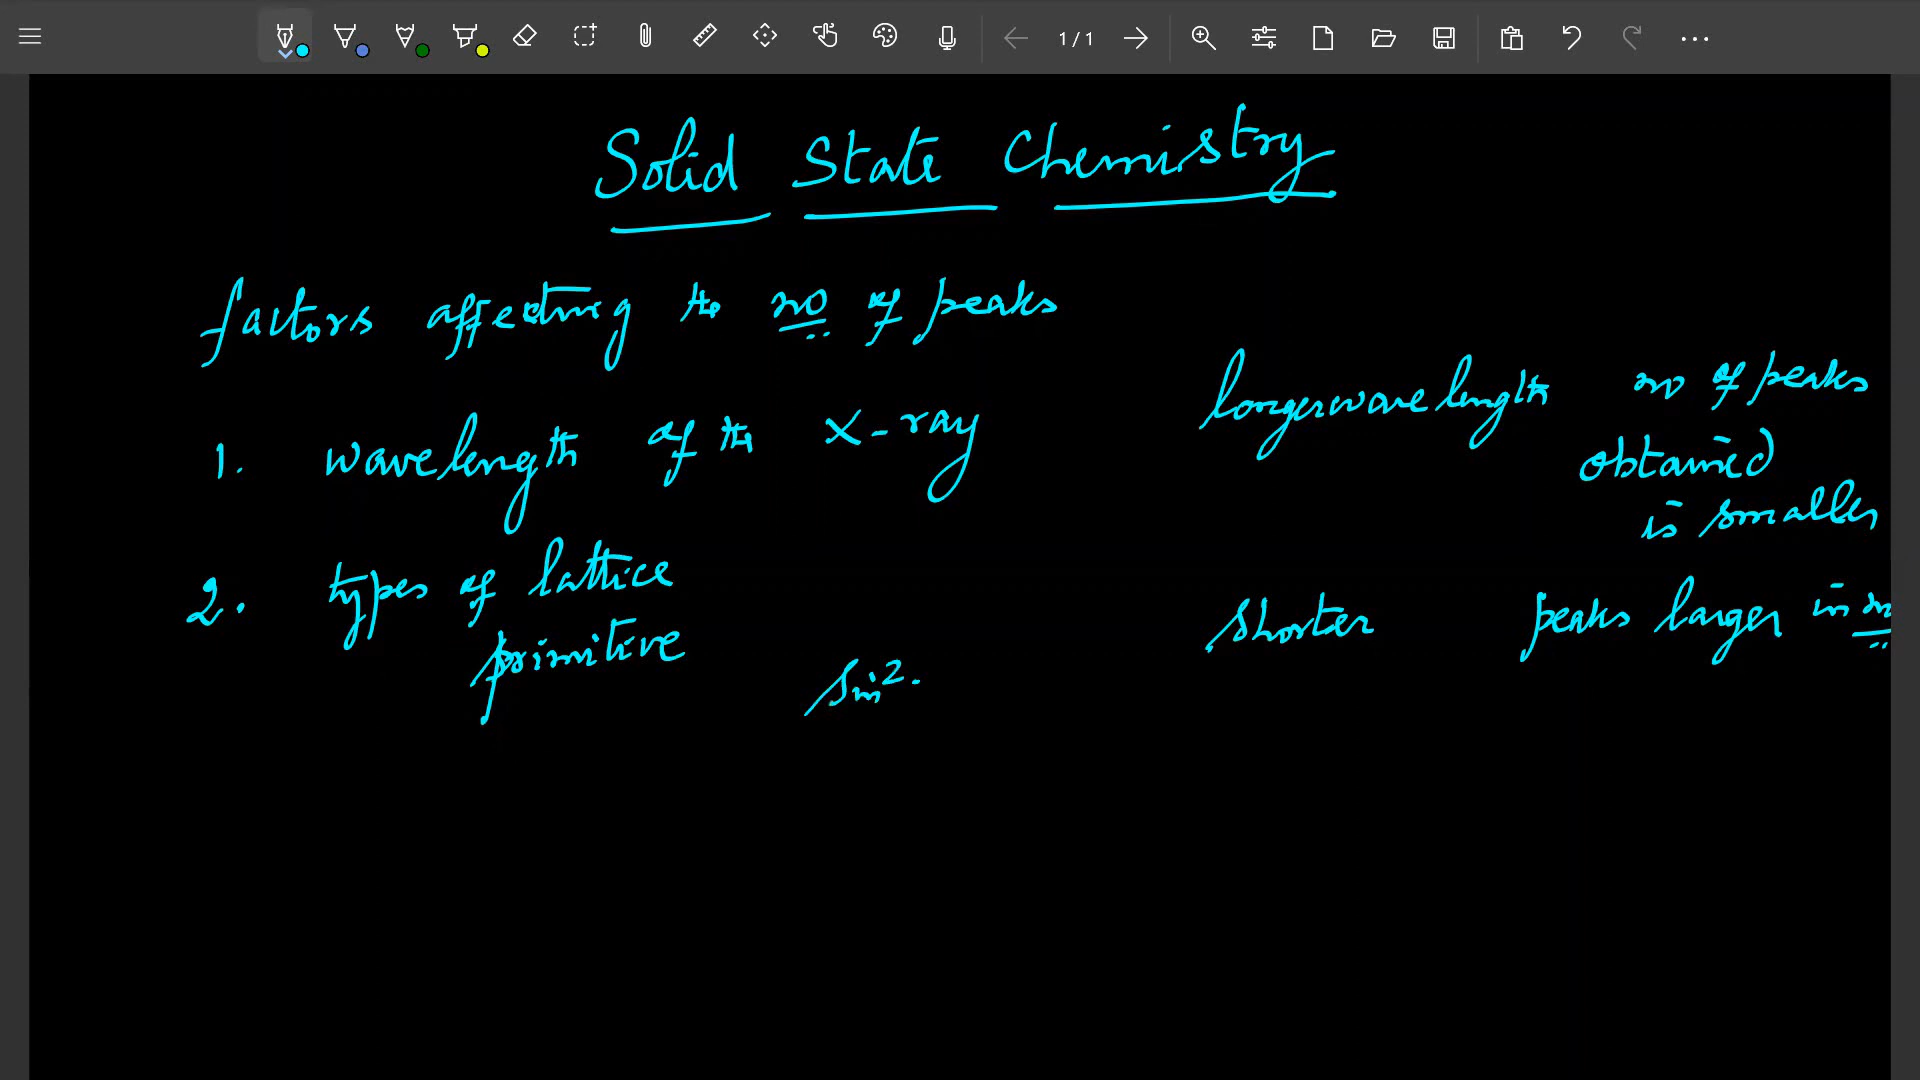 1 / 1
Solid State Chemistry
factors affecting the no of peaks
1. wavelength of the X-ray
longer wavelength no of peaks
obtained
is smaller
2. types of lattice
primitive
sin².
shorter peaks larger in no